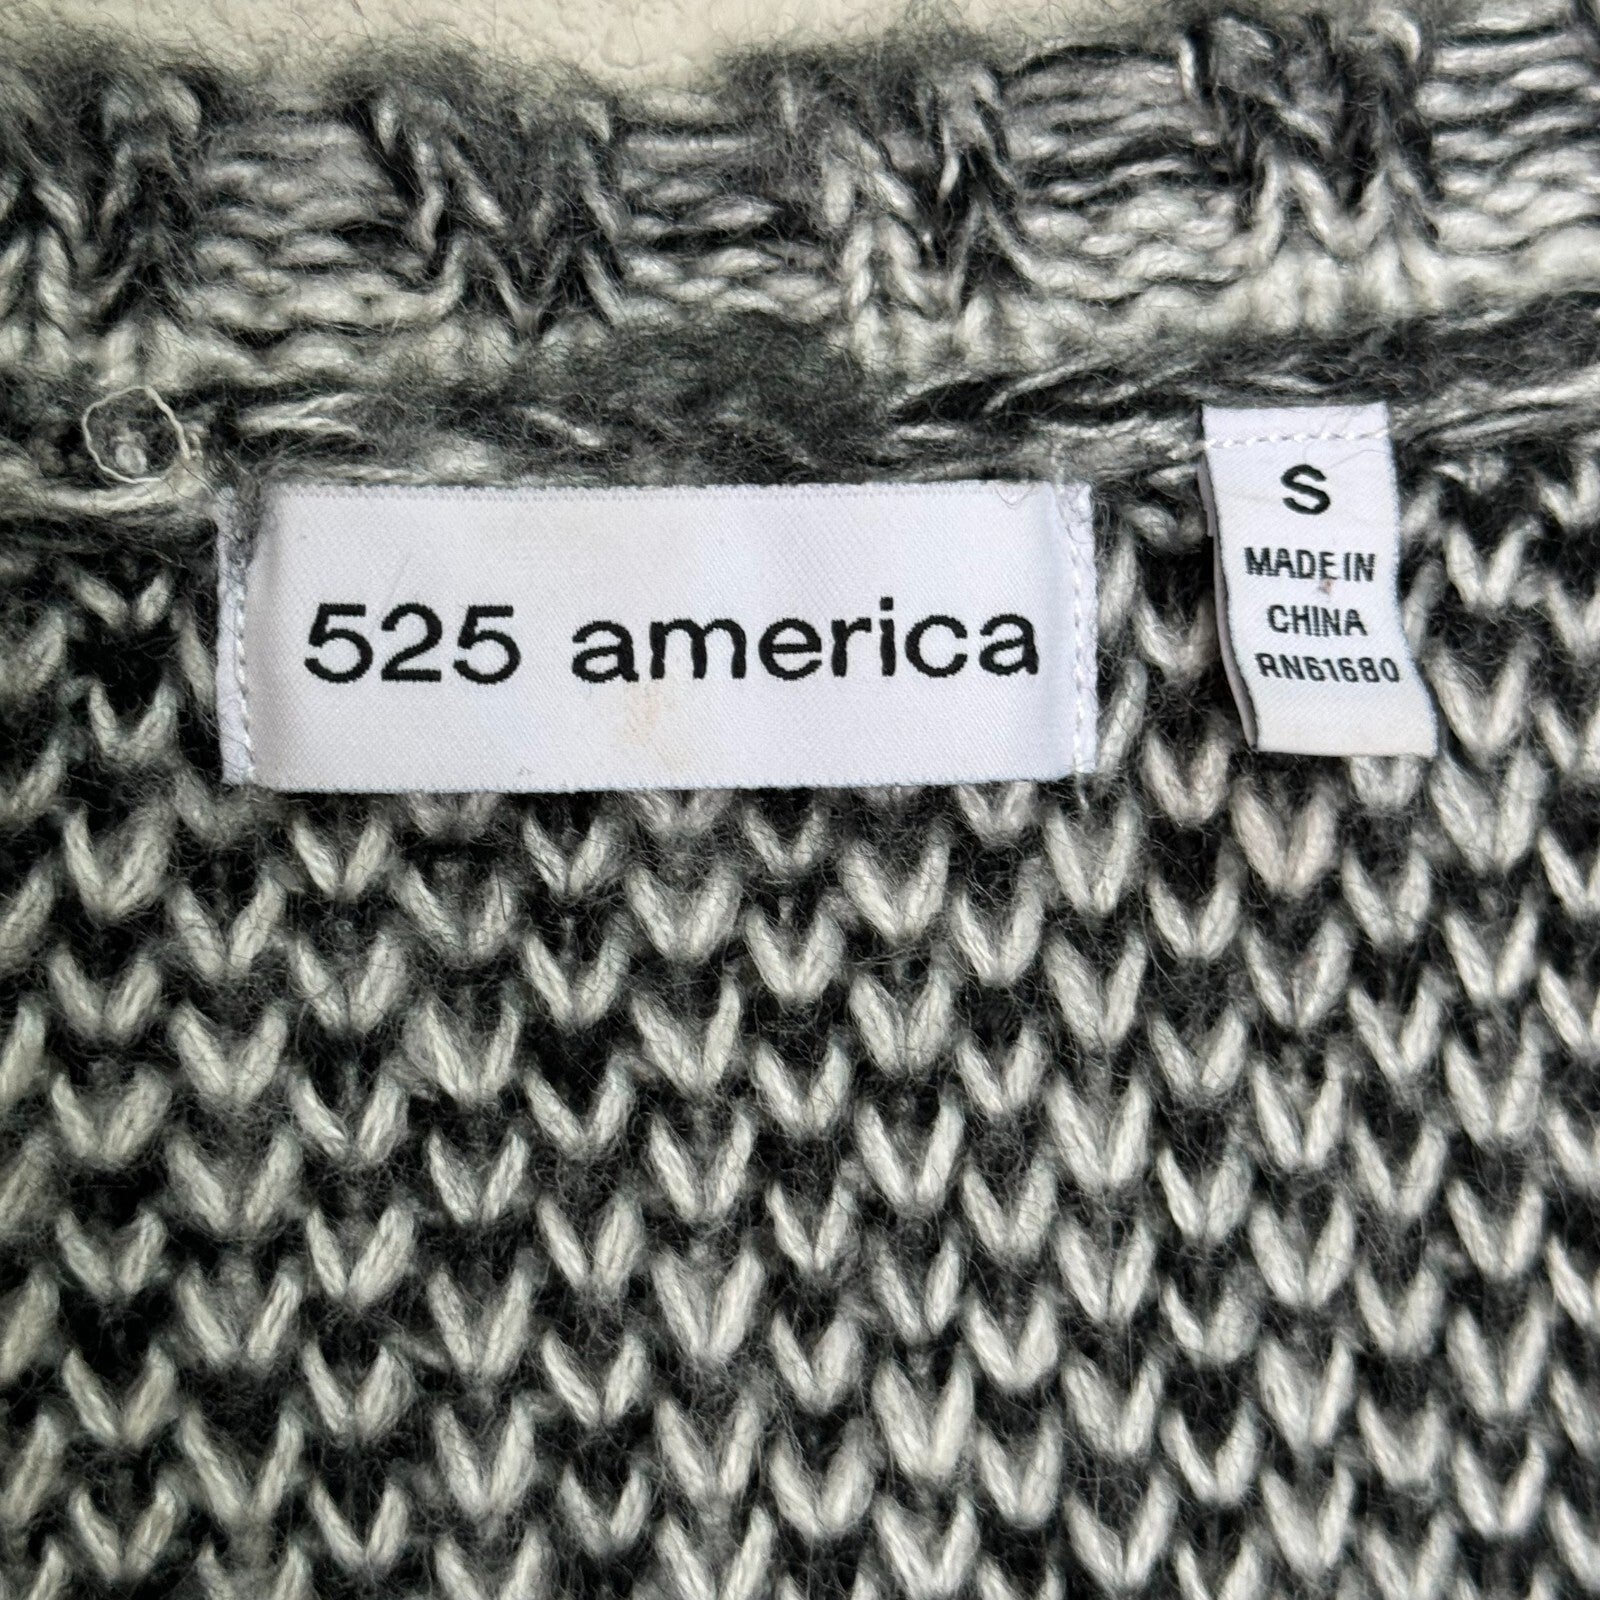 525 america
S
MADE IN
CHINA
RN61680